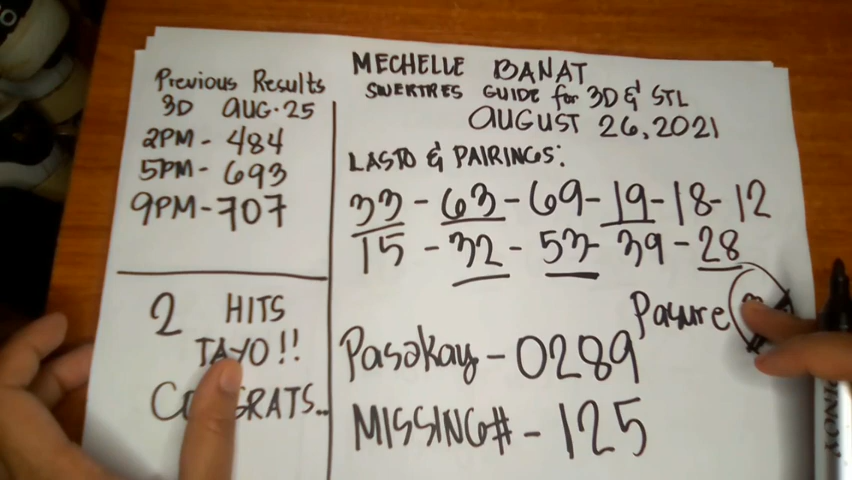 Previous Results
3D AUG. 25
2PM - 484
5PM - 693
9PM - 707
2 HITS
TAYO!!
MECHELLE BANAT
SWERTRES GUIDE for 3D & STL
AUGUST 26, 2021
LASTO & PAIRINGS:
33 - 63 - 69 - 19 - 18 - 12
15 - 32 - 53 - 39 - 28
Pasakay - 0289
MISSING# - 125